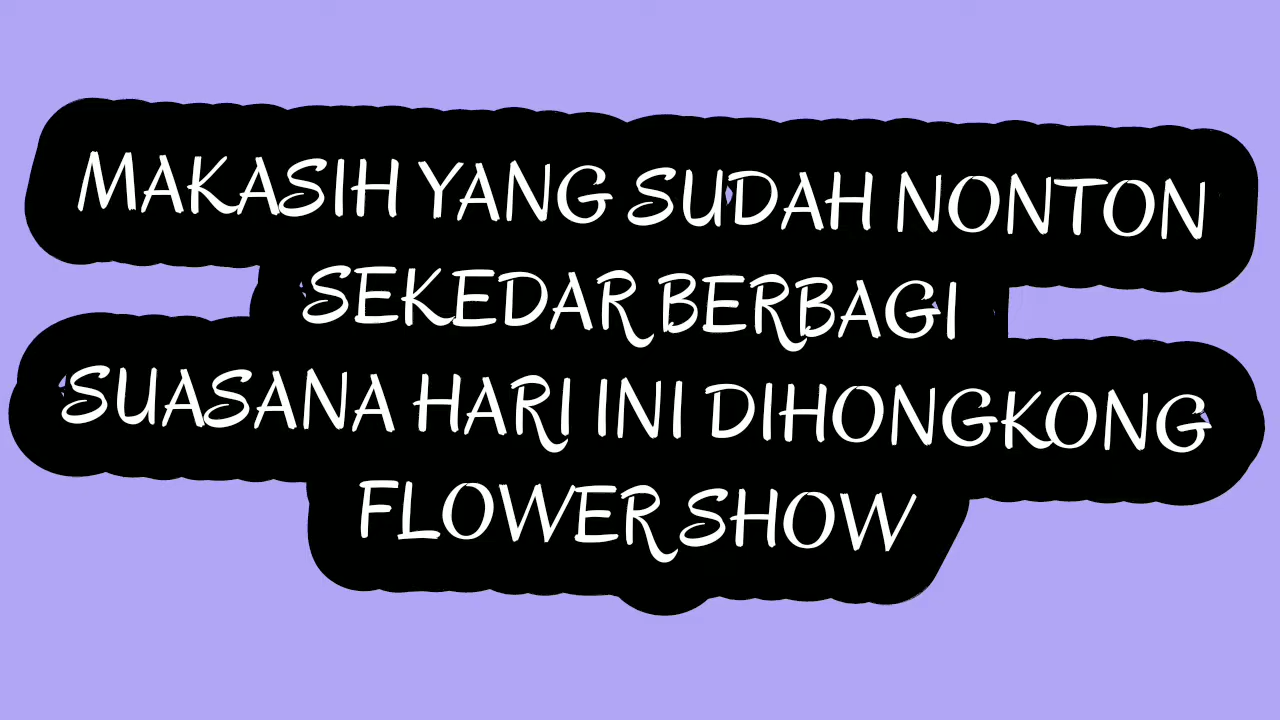 MAKASIH YANG SUDAH NONTON
SEKEDAR BERBAGI
SUASANA HARI INI DIHONGKONG
FLOWER SHOW